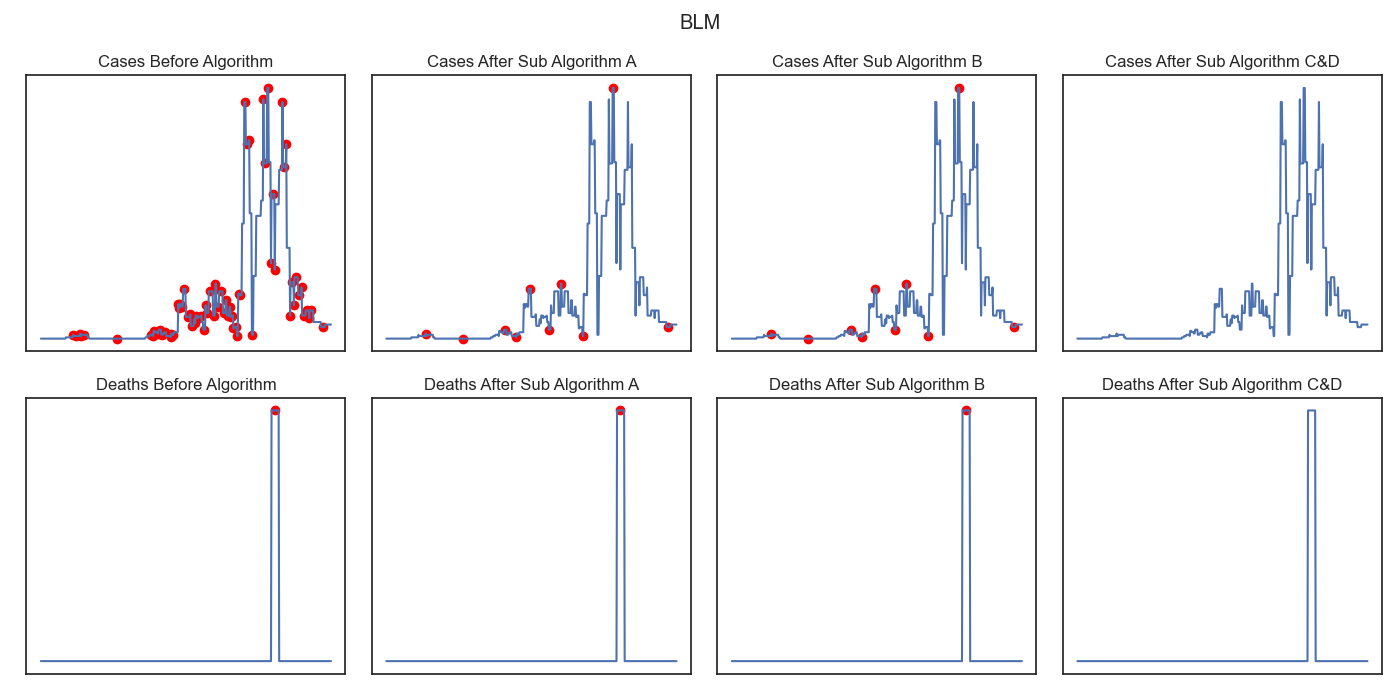 BLM
Cases Before Algorithm
Cases After Sub Algorithm A
Cases After Sub Algorithm B
Cases After Sub Algorithm C&D
Deaths Before Algorithm
Deaths After Sub Algorithm A
Deaths After Sub Algorithm B
Deaths After Sub Algorithm C&D